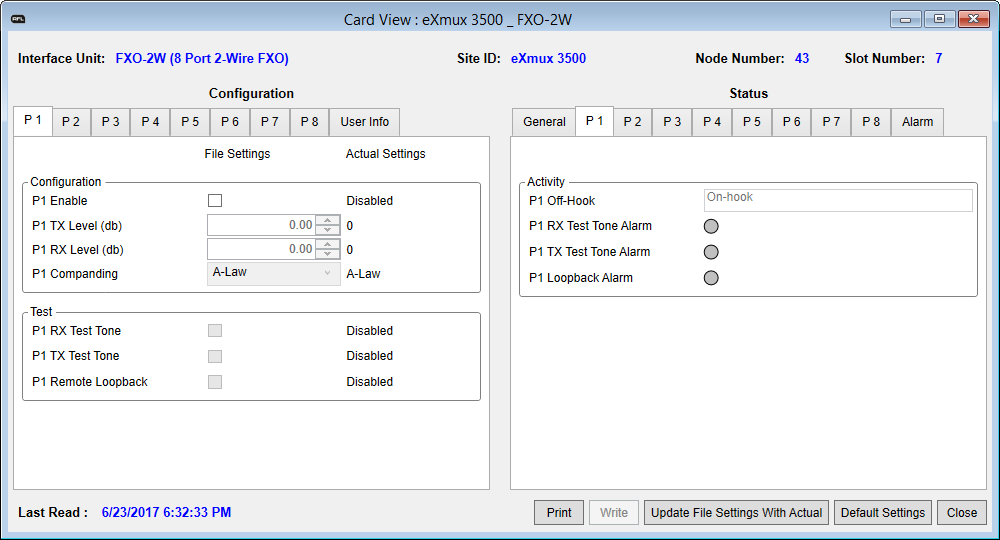 RFL
Card View : eXmux 3500 _ FXO-2W
Interface Unit: FXO-2W (8 Port 2-Wire FXO) Site ID: eXmux 3500 Node Number: 43 Slot Number: 7
Configuration
P 1 P 2 P 3 P 4 P 5 P 6 P 7 P 8 User Info
File Settings Actual Settings
Configuration
P1 Enable Disabled
P1 TX Level (db) 0.00 0
P1 RX Level (db) 0.00 0
P1 Companding A-Law A-Law
Test
P1 RX Test Tone Disabled
P1 TX Test Tone Disabled
P1 Remote Loopback Disabled
Status
General P 1 P 2 P 3 P 4 P 5 P 6 P 7 P 8 Alarm
Activity
P1 Off-Hook On-hook
P1 RX Test Tone Alarm
P1 TX Test Tone Alarm
P1 Loopback Alarm
Last Read : 6/23/2017 6:32:33 PM Print Write Update File Settings With Actual Default Settings Close